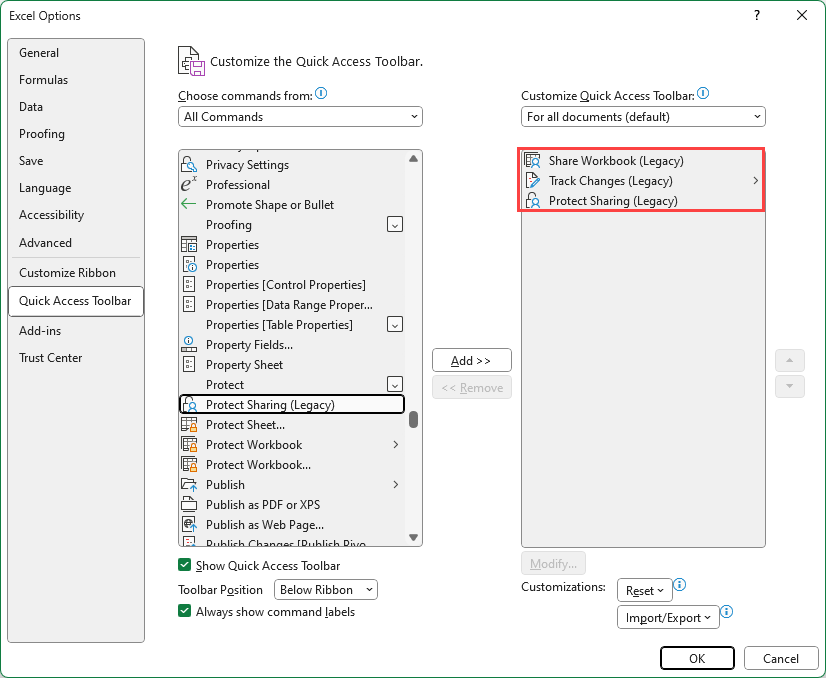 Excel Options
?
General
Formulas
Data
Proofing
Save
Language
Accessibility
Advanced
Customize Ribbon
Quick Access Toolbar
Add-ins
Trust Center
Customize the Quick Access Toolbar.
Choose commands from:
All Commands
Privacy Settings
Professional
Promote Shape or Bullet
Proofing
Properties
Properties
Properties [Control Properties]
Properties [Data Range Proper...
Properties [Table Properties]
Property Fields...
Property Sheet
Protect
Protect Sharing (Legacy)
Protect Sheet...
Protect Workbook
Protect Workbook...
Publish
Publish as PDF or XPS
Publish as Web Page...
Publish Changes [Publish Pivo
Show Quick Access Toolbar
Toolbar Position
Below Ribbon
Always show command labels
Add >>
<< Remove
Customize Quick Access Toolbar:
For all documents (default)
Share Workbook (Legacy)
Track Changes (Legacy)
Protect Sharing (Legacy)
Modify...
Customizations:
Reset
Import/Export
OK
Cancel